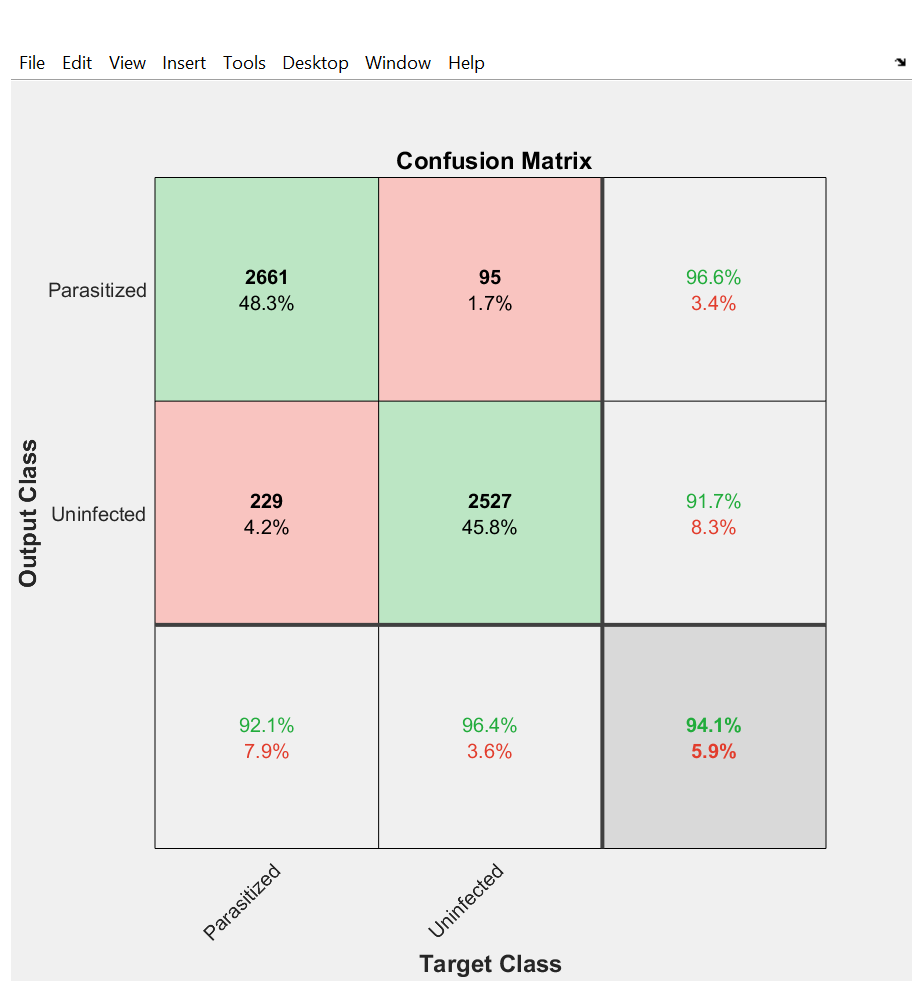 File Edit View Insert Tools Desktop Window Help
Confusion Matrix
Parasitized
2661
48.3%
95
1.7%
96.6%
3.4%
Output Class
Uninfected
229
4.2%
2527
45.8%
91.7%
8.3%
92.1%
7.9%
96.4%
3.6%
94.1%
5.9%
Parasitized
Uninfected
Target Class